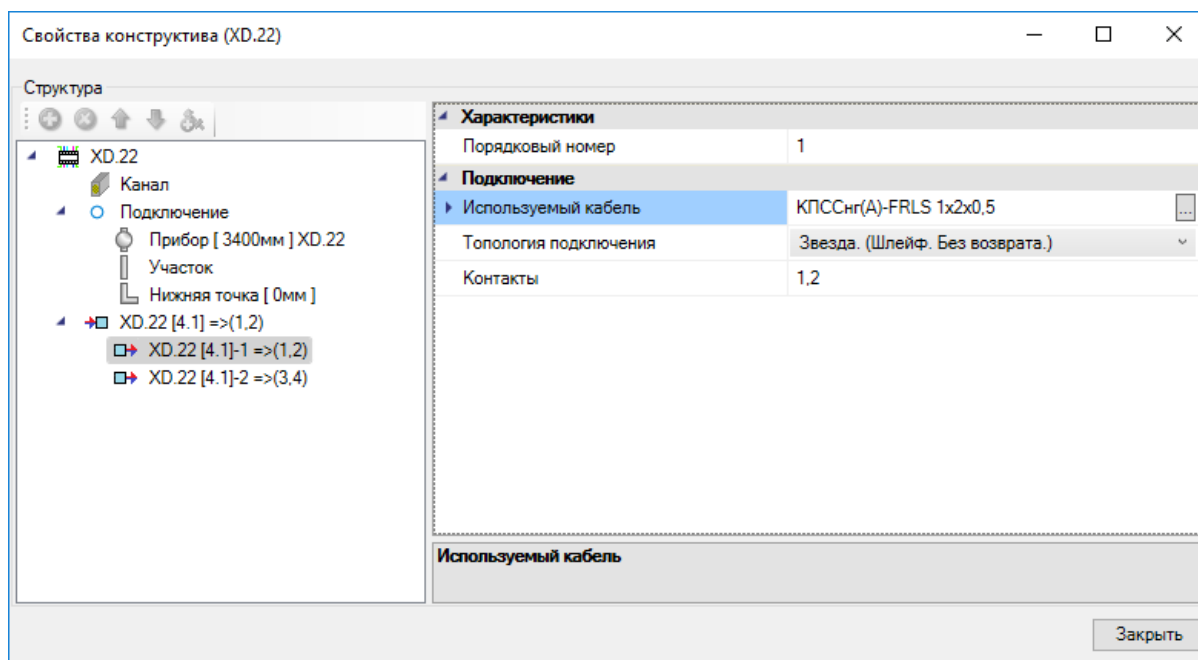 Свойства конструктива (XD.22)
Структура
XD.22
Канал
Подключение
Прибор [ 3400мм ] XD.22
Участок
Нижняя точка [ 0мм ]
XD.22 [4.1] =>(1,2)
XD.22 [4.1]-1 =>(1,2)
XD.22 [4.1]-2 =>(3,4)
Характеристики
Порядковый номер 1
Подключение
Используемый кабель КПССнг(А)-FRLS 1x2x0,5 ...
Топология подключения Звезда. (Шлейф. Без возврата.)
Контакты 1,2
Используемый кабель
Закрыть